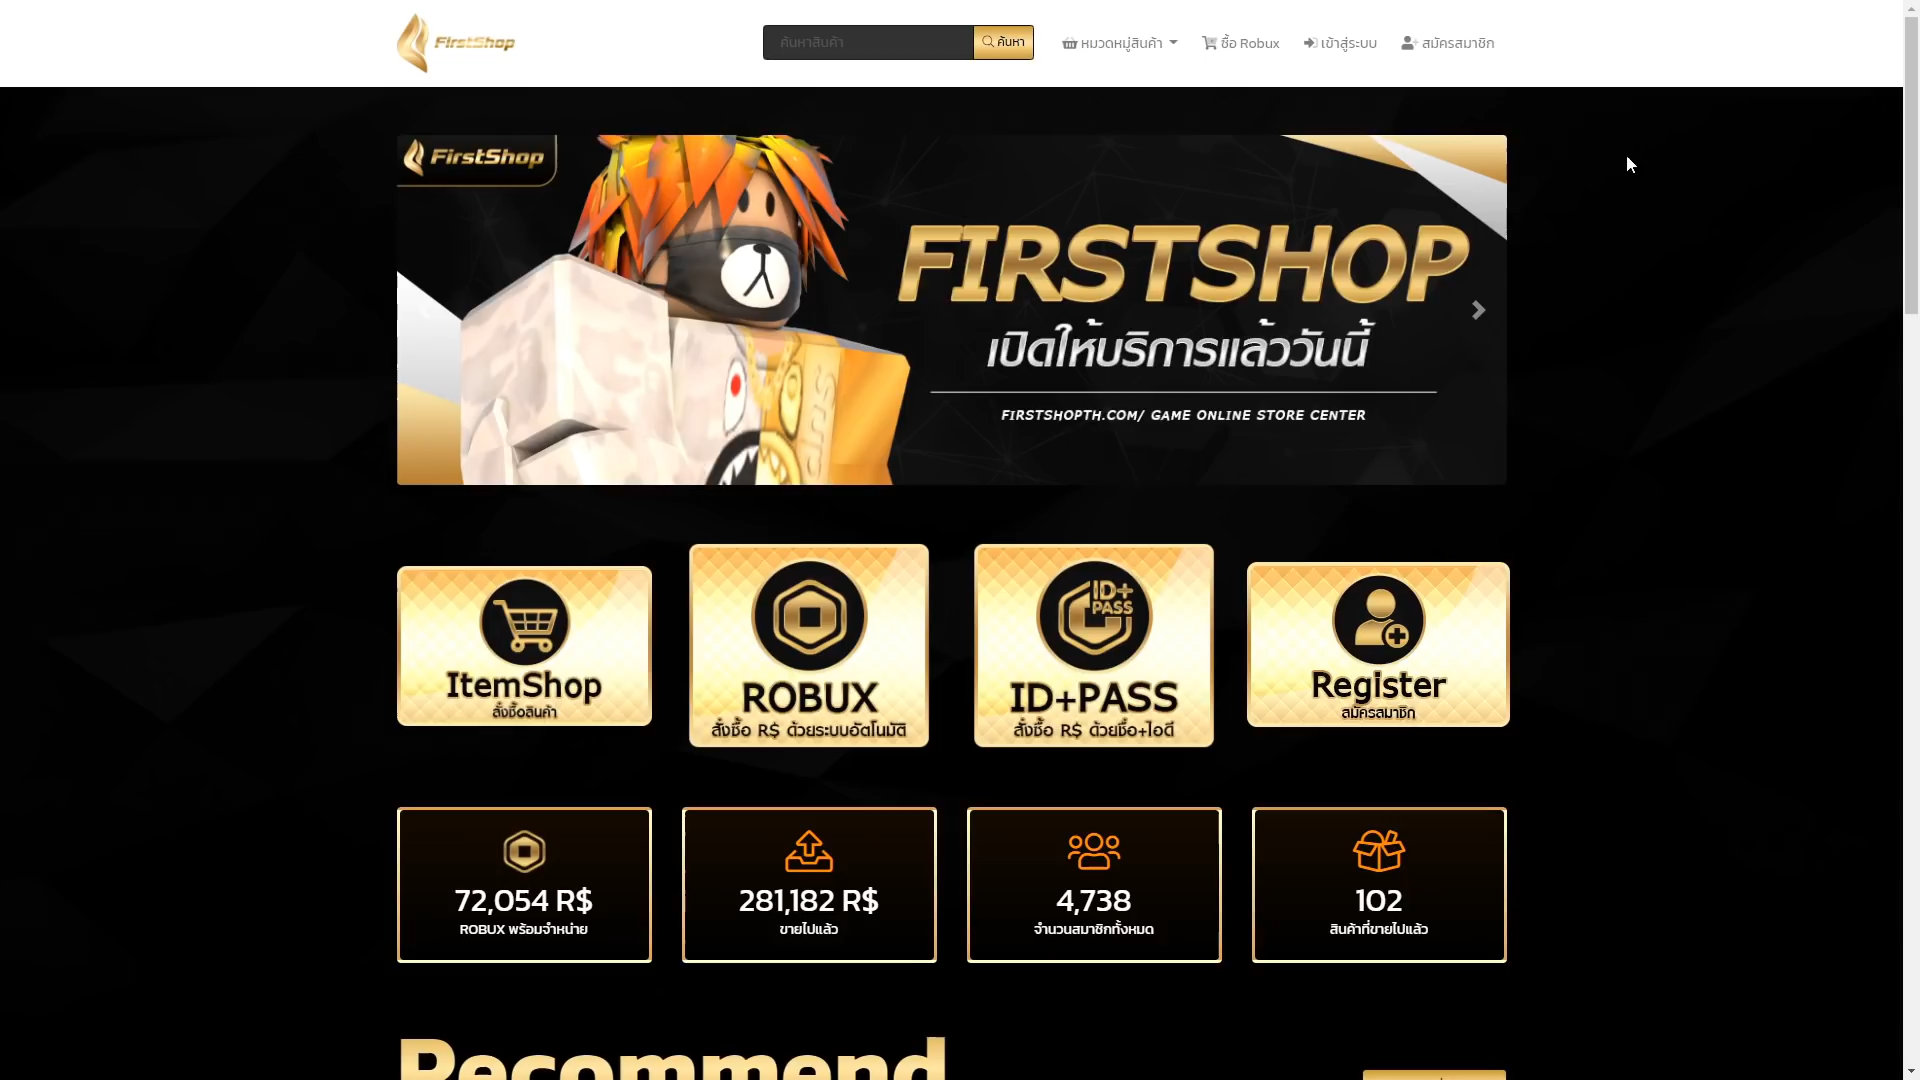 FirstShop
ค้นหาสินค้า
ค้นหา
หมวดหมู่สินค้า
ซื้อ Robux
เข้าสู่ระบบ
สมัครสมาชิก
FirstShop
FIRSTSHOP
เปิดให้บริการแล้ววันนี้
FIRSTSHOPTH.COM/ GAME ONLINE STORE CENTER
ItemShop
สั่งซื้อสินค้า
ROBUX
สั่งซื้อ R$ ด้วยระบบอัตโนมัติ
ID+
PASS
ID+PASS
สั่งซื้อ R$ ด้วยชื่อ+ไอดี
Register
สมัครสมาชิก
72,054 R$
ROBUX พร้อมจำหน่าย
281,182 R$
ขายไปแล้ว
4,738
จำนวนสมาชิกทั้งหมด
102
สินค้าที่ขายไปแล้ว
Recommend